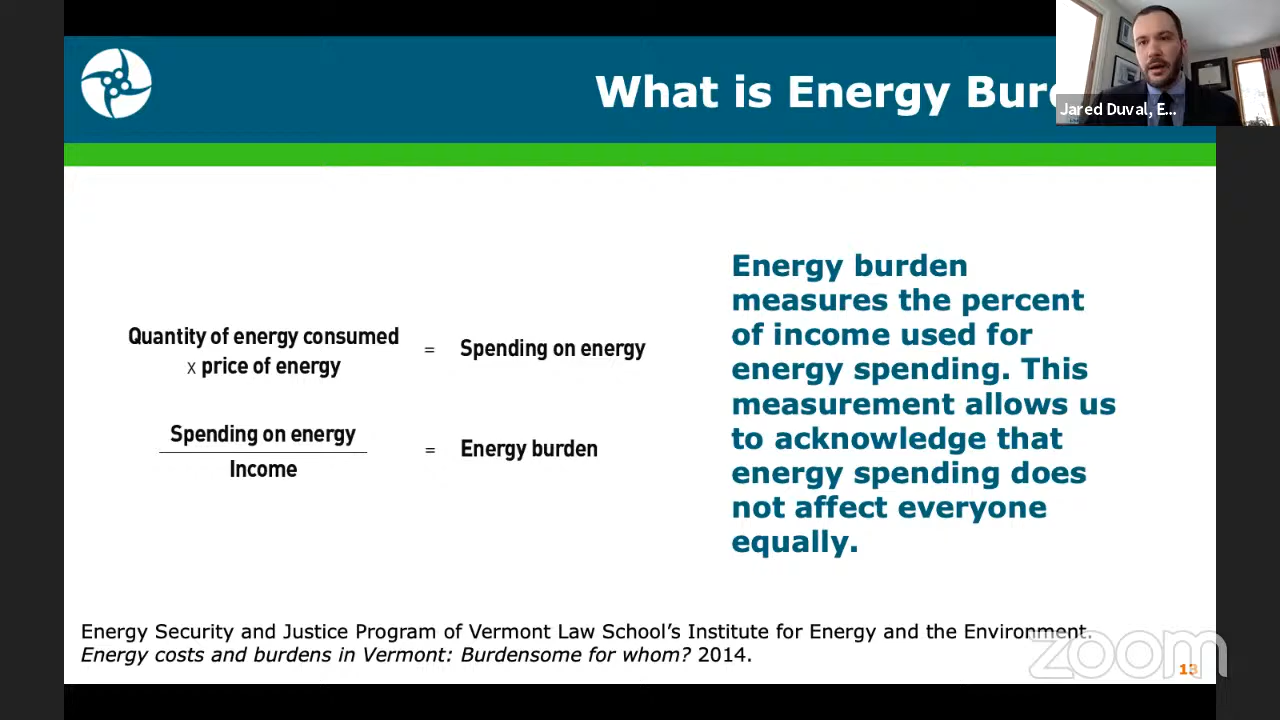 What is Energy Burd
Jared Duval, E...
Quantity of energy consumed
x price of energy
=
Spending on energy
Spending on energy
Income
=
Energy burden
Energy burden
measures the percent
of income used for
energy spending. This
measurement allows us
to acknowledge that
energy spending does
not affect everyone
equally.
Energy Security and Justice Program of Vermont Law School's Institute for Energy and the Environment.
Energy costs and burdens in Vermont: Burdensome for whom? 2014.
zoom
13